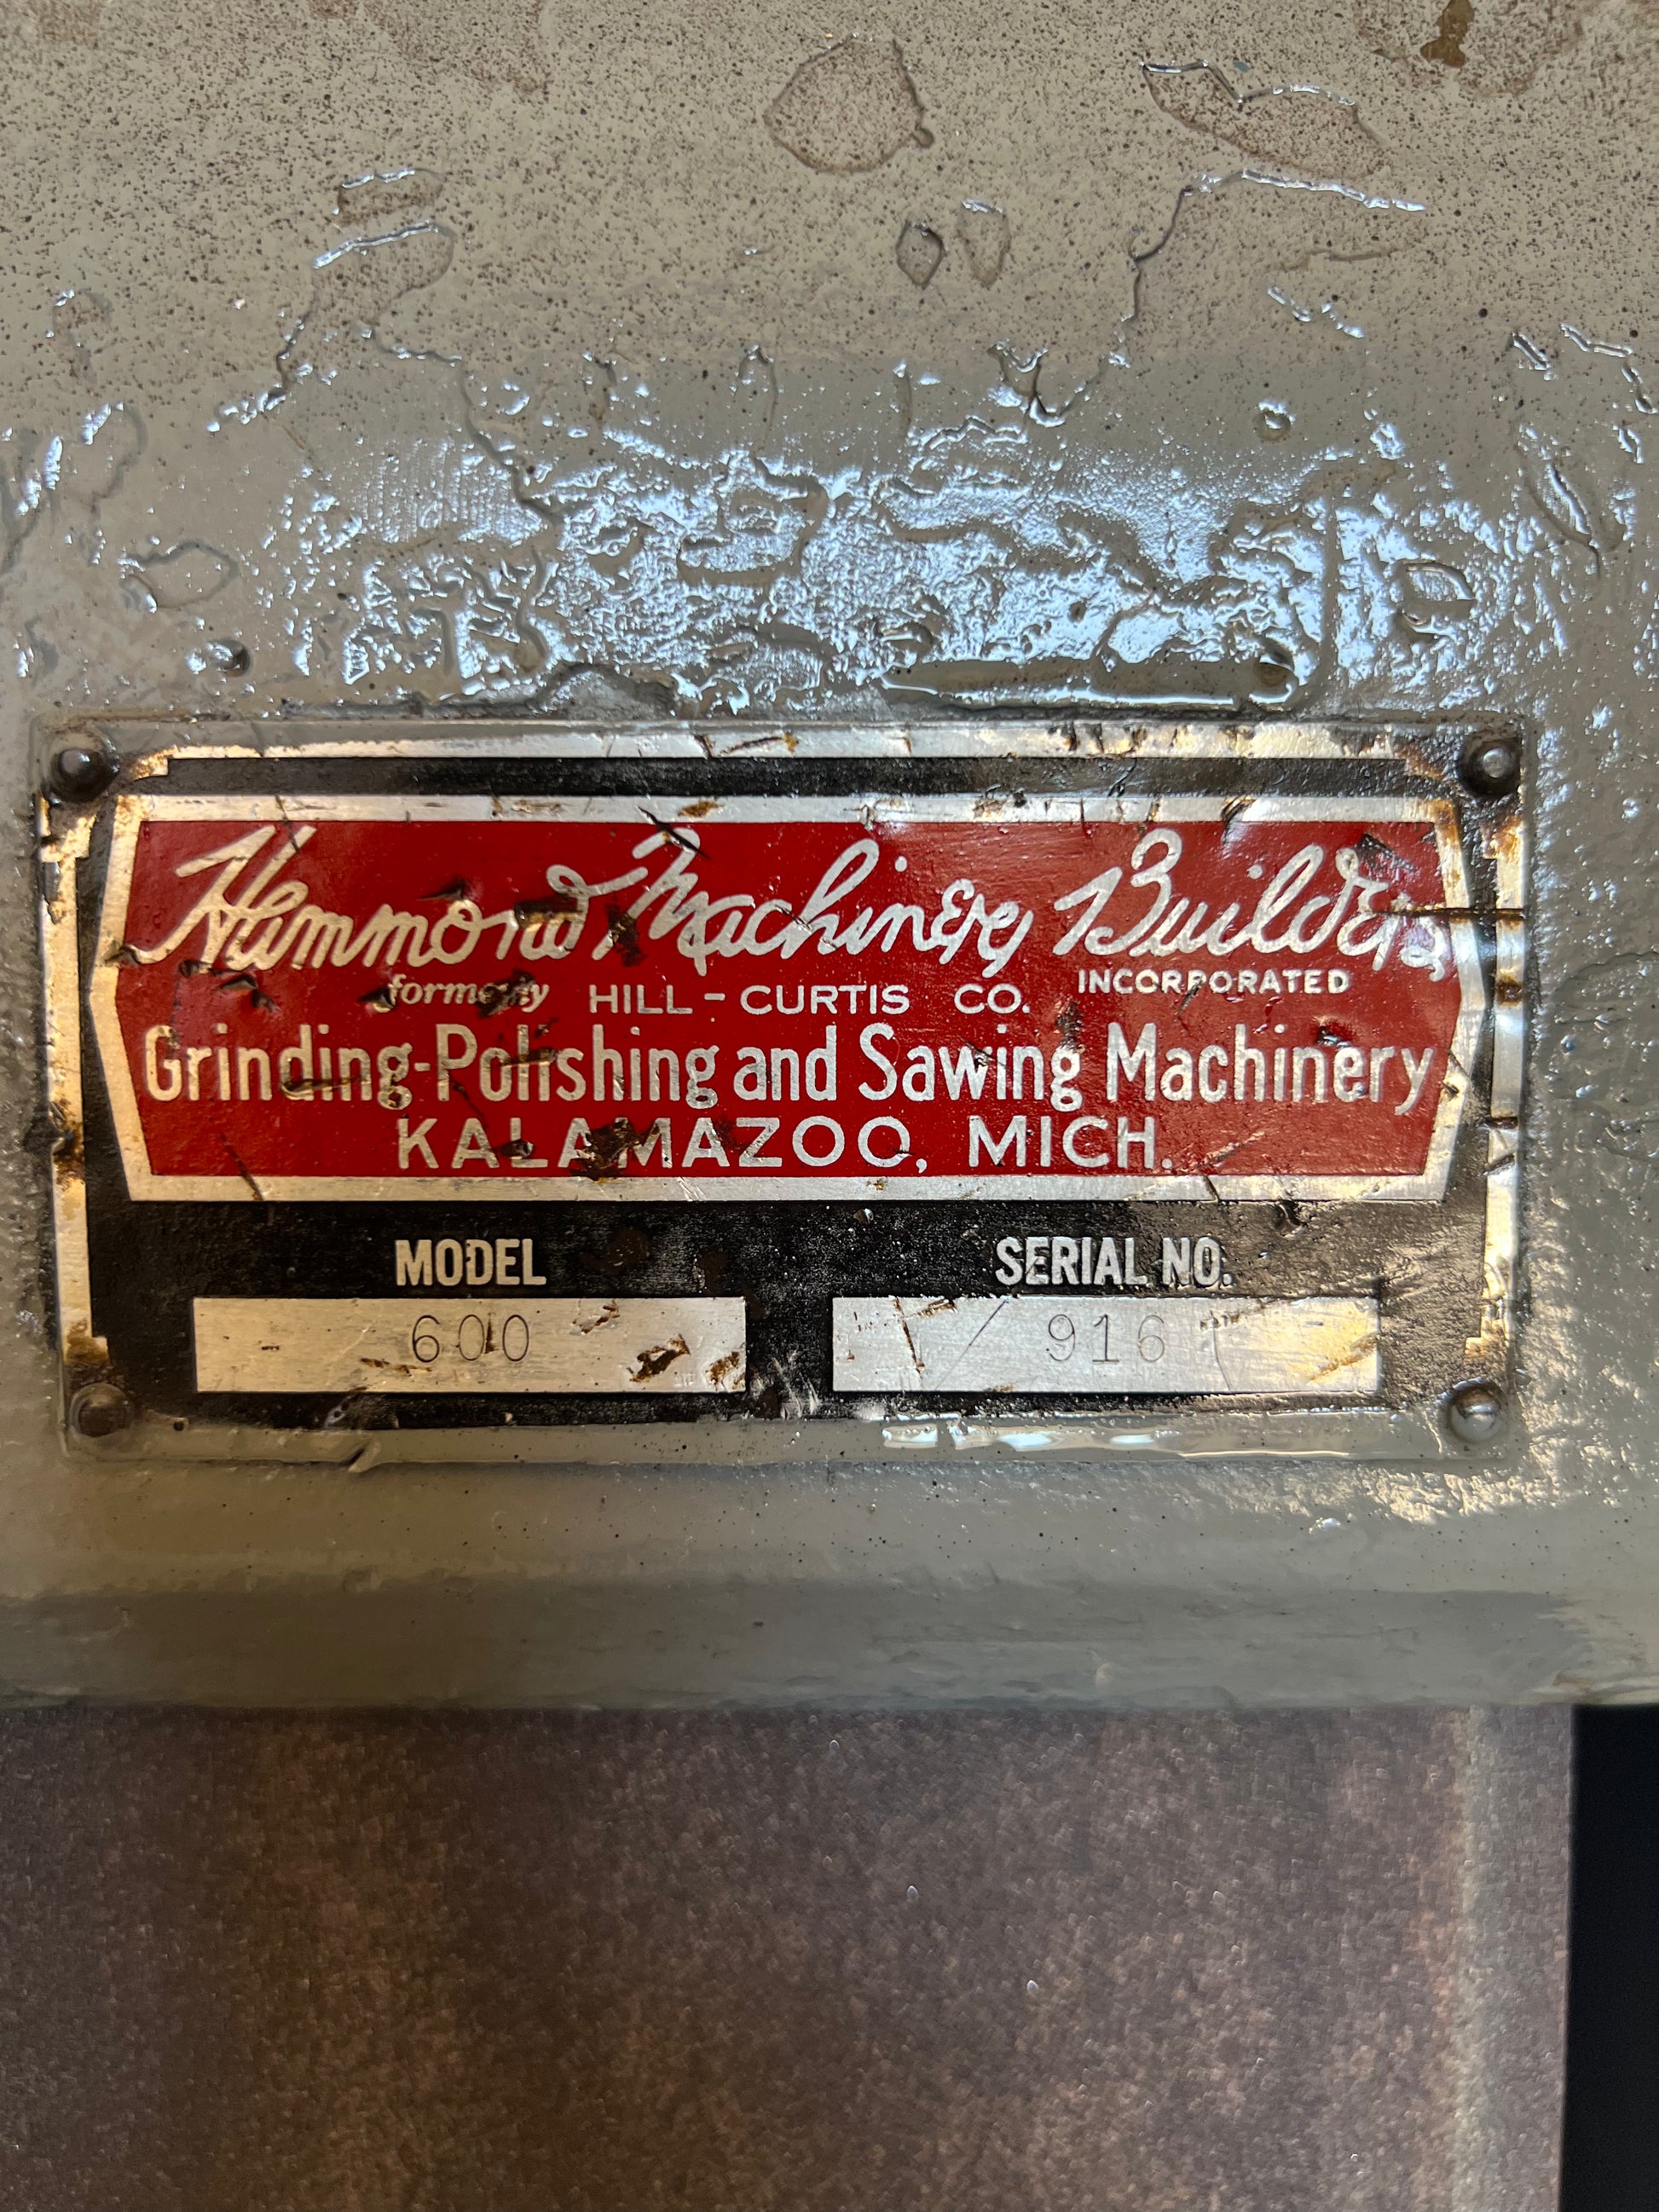 Hammond Machinery Builders
INCORPORATED
formerly HILL-CURTIS CO.
Grinding-Polishing and Sawing Machinery
KALAMAZOO, MICH.
MODEL SERIAL NO.
600 916